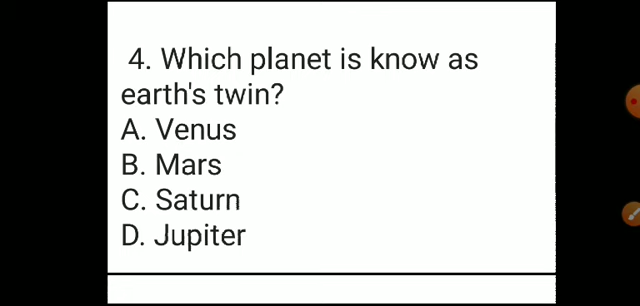 4. Which planet is know as
earth's twin?
A. Venus
B. Mars
C. Saturn
D. Jupiter